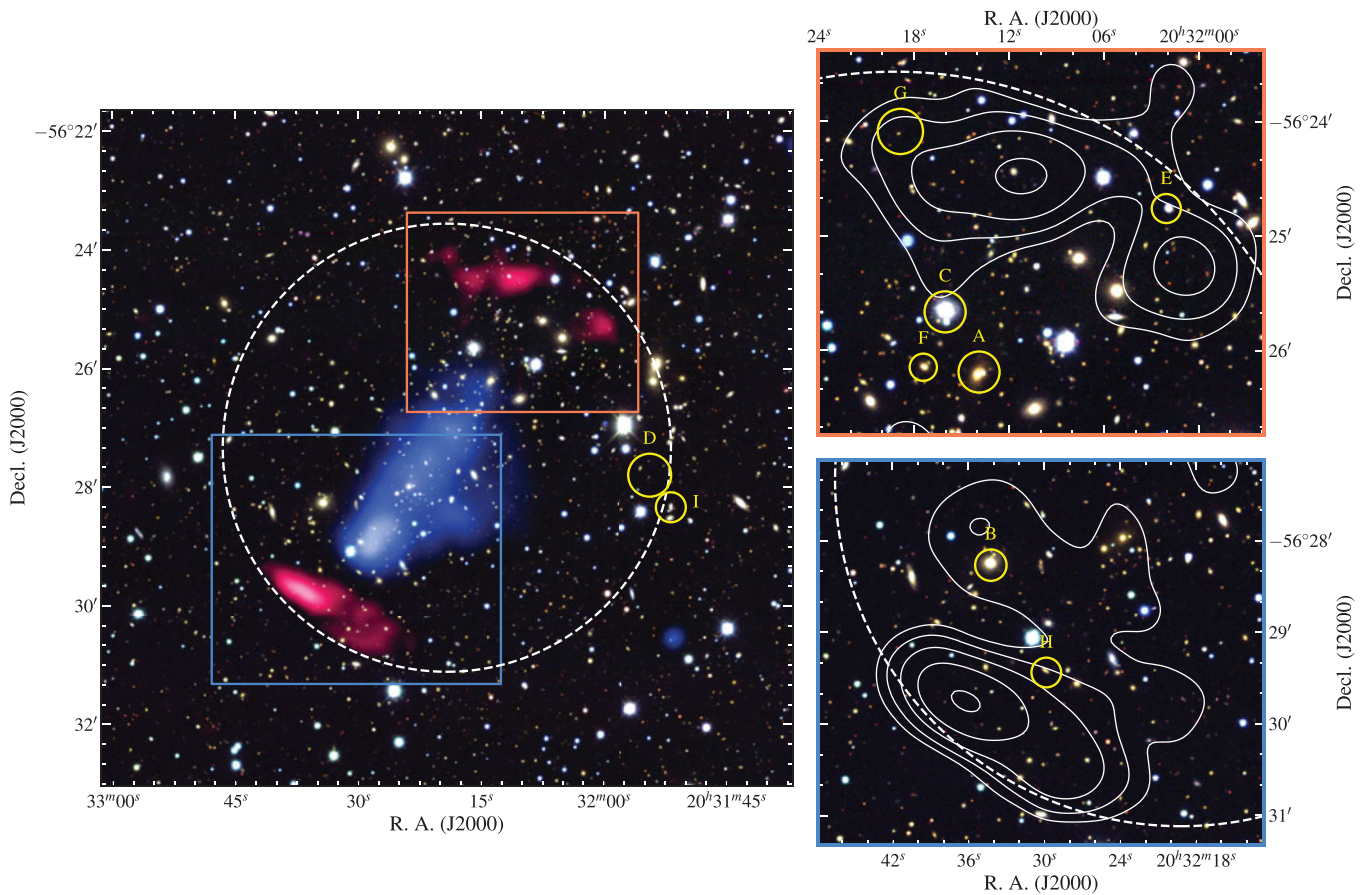 R. A. (J2000)
24ˢ 18ˢ 12ˢ 06ˢ 20ʰ32ᵐ00ˢ
−56°22′
24′
26′
28′
30′
32′
Decl. (J2000)
33ᵐ00ˢ 45ˢ 30ˢ 15ˢ 32ᵐ00ˢ 20ʰ31ᵐ45ˢ
R. A. (J2000)
D
I
G
E
C
F
A
−56°24′
25′
26′
Decl. (J2000)
B
H
−56°28′
29′
30′
31′
Decl. (J2000)
42ˢ 36ˢ 30ˢ 24ˢ 20ʰ32ᵐ18ˢ
R. A. (J2000)